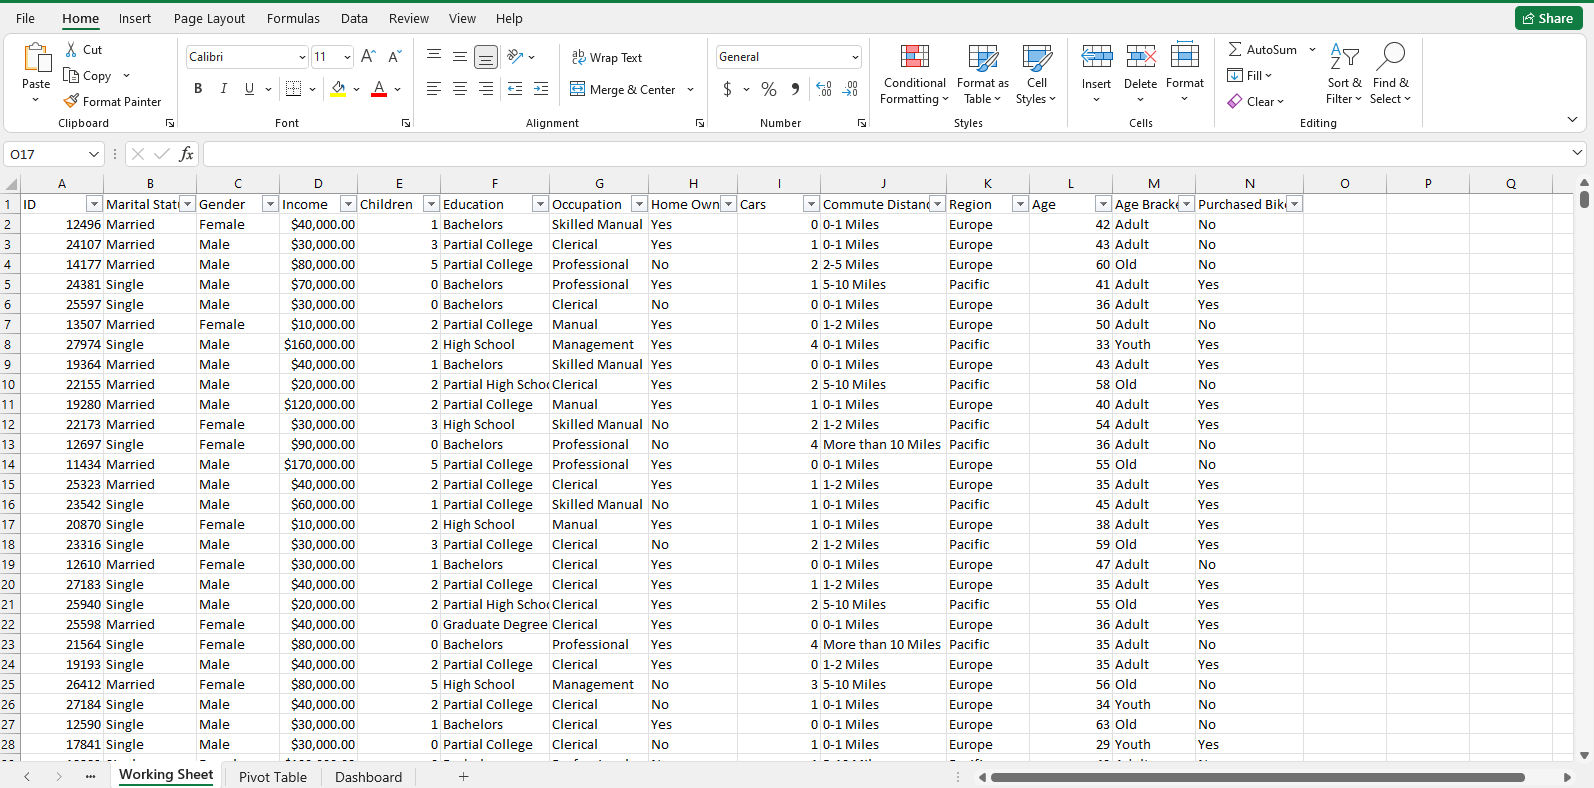 File Home Insert Page Layout Formulas Data Review View Help Share
Paste Cut Copy Format Painter Clipboard
Calibri 11 A A B I U A Font
ab Wrap Text Merge & Center Alignment
General $ % 9 .00 .00 Number
Conditional Formatting Format as Table Cell Styles Styles
Insert Delete Format Cells
AutoSum Fill Clear Sort & Filter Find & Select Editing
O17 fx
A B C D E F G H I J K L M N O P Q
1 ID Marital Stat Gender Income Children Education Occupation Home Own Cars Commute Distan Region Age Age Bracke Purchased Bik
2 12496 Married Female $40,000.00 1 Bachelors Skilled Manual Yes 0 0-1 Miles Europe 42 Adult No
3 24107 Married Male $30,000.00 3 Partial College Clerical Yes 1 0-1 Miles Europe 43 Adult No
4 14177 Married Male $80,000.00 5 Partial College Professional No 2 2-5 Miles Europe 60 Old No
5 24381 Single Male $70,000.00 0 Bachelors Professional Yes 1 5-10 Miles Pacific 41 Adult Yes
6 25597 Single Male $30,000.00 0 Bachelors Clerical No 0 0-1 Miles Europe 36 Adult Yes
7 13507 Married Female $10,000.00 2 Partial College Manual Yes 0 1-2 Miles Europe 50 Adult No
8 27974 Single Male $160,000.00 2 High School Management Yes 4 0-1 Miles Pacific 33 Youth Yes
9 19364 Married Male $40,000.00 1 Bachelors Skilled Manual Yes 0 0-1 Miles Europe 43 Adult Yes
10 22155 Married Male $20,000.00 2 Partial High Schoo Clerical Yes 2 5-10 Miles Pacific 58 Old No
11 19280 Married Male $120,000.00 2 Partial College Manual Yes 1 0-1 Miles Europe 40 Adult Yes
12 22173 Married Female $30,000.00 3 High School Skilled Manual No 2 1-2 Miles Pacific 54 Adult Yes
13 12697 Single Female $90,000.00 0 Bachelors Professional No 4 More than 10 Miles Pacific 36 Adult No
14 11434 Married Male $170,000.00 5 Partial College Professional Yes 0 0-1 Miles Europe 55 Old No
15 25323 Married Male $40,000.00 2 Partial College Clerical Yes 1 1-2 Miles Europe 35 Adult Yes
16 23542 Single Male $60,000.00 1 Partial College Skilled Manual No 1 0-1 Miles Pacific 45 Adult Yes
17 20870 Single Female $10,000.00 2 High School Manual Yes 1 0-1 Miles Europe 38 Adult Yes
18 23316 Single Male $30,000.00 3 Partial College Clerical No 2 1-2 Miles Pacific 59 Old Yes
19 12610 Married Female $30,000.00 1 Bachelors Clerical Yes 0 0-1 Miles Europe 47 Adult No
20 27183 Single Male $40,000.00 2 Partial College Clerical Yes 1 1-2 Miles Europe 35 Adult Yes
21 25940 Single Male $20,000.00 2 Partial High Schoo Clerical Yes 2 5-10 Miles Pacific 55 Old Yes
22 25598 Married Female $40,000.00 0 Graduate Degree Clerical Yes 0 0-1 Miles Europe 36 Adult Yes
23 21564 Single Female $80,000.00 0 Bachelors Professional Yes 4 More than 10 Miles Pacific 35 Adult No
24 19193 Single Male $40,000.00 2 Partial College Clerical Yes 0 1-2 Miles Europe 35 Adult Yes
25 26412 Married Female $80,000.00 5 High School Management No 3 5-10 Miles Europe 56 Old No
26 27184 Single Male $40,000.00 2 Partial College Clerical No 1 0-1 Miles Europe 34 Youth No
27 12590 Single Male $30,000.00 1 Bachelors Clerical Yes 0 0-1 Miles Europe 63 Old No
28 17841 Single Male $30,000.00 0 Partial College Clerical No 1 0-1 Miles Europe 29 Youth Yes
Working Sheet Pivot Table Dashboard